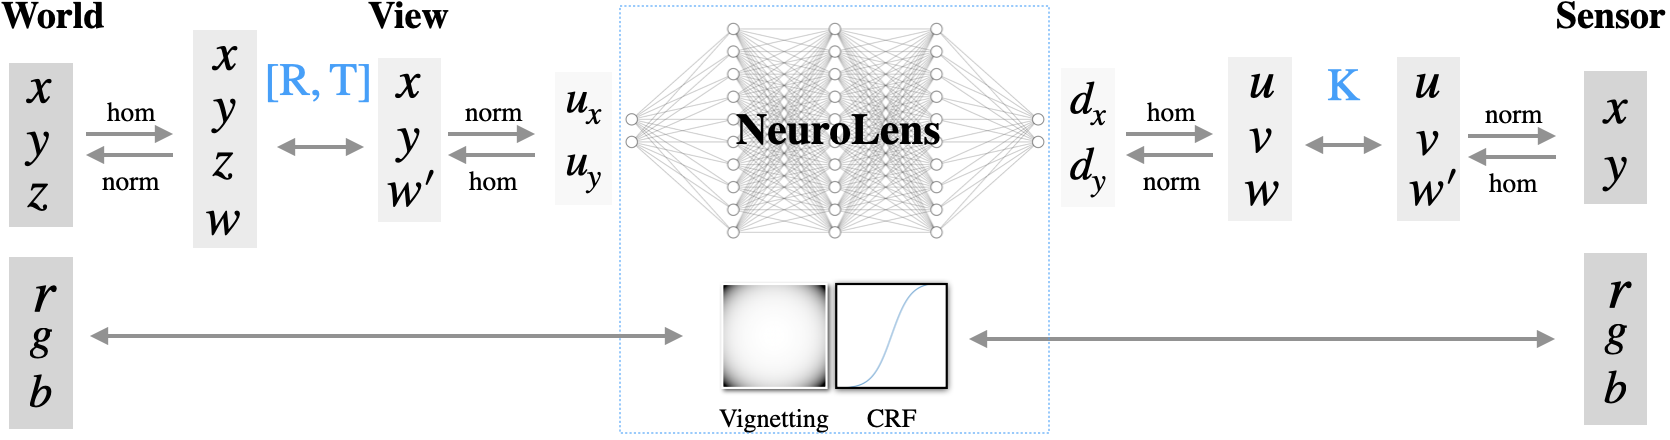 World
View
Sensor
x
y
z
hom
norm
x
y
z
w
[R, T]
x
y
w′
norm
hom
u_x
u_y
NeuroLens
d_x
d_y
hom
norm
u
v
w
K
u
v
w′
norm
hom
x
y
r
g
b
Vignetting
CRF
r
g
b